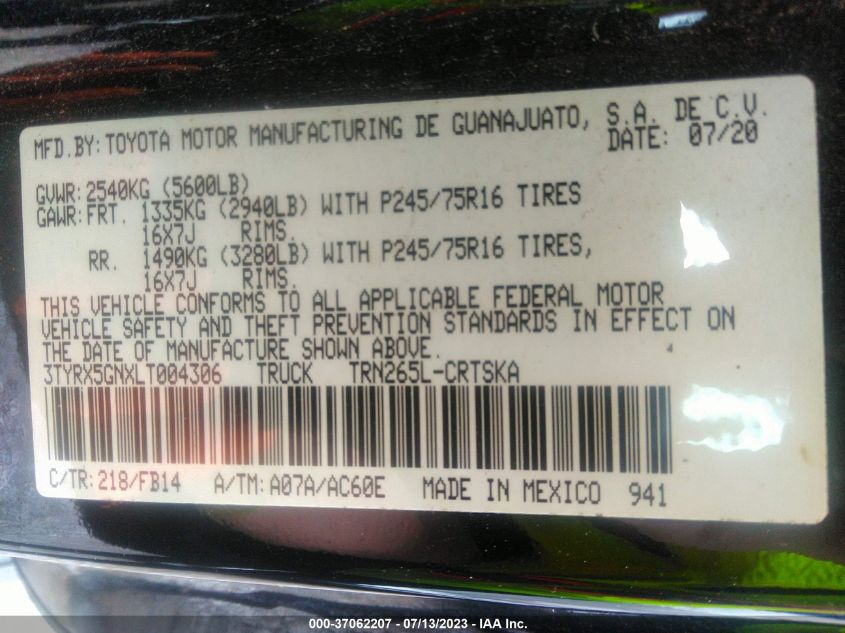 MFD.BY: TOYOTA MOTOR MANUFACTURING DE GUANAJUATO, S.A. DE C.V.
DATE: 07/20
GVWR: 2540KG (5600LB)
GAWR: FRT. 1335KG (2940LB) WITH P245/75R16 TIRES
16X7J RIMS.
RR. 1490KG (3280LB) WITH P245/75R16 TIRES,
16X7J RIMS.
THIS VEHICLE CONFORMS TO ALL APPLICABLE FEDERAL MOTOR
VEHICLE SAFETY AND THEFT PREVENTION STANDARDS IN EFFECT ON
THE DATE OF MANUFACTURE SHOWN ABOVE.
3TYRX5GNXLT004306 TRUCK TRN265L-CRTSKA
C/TR: 218/FB14 A/TM: A07A/AC60E MADE IN MEXICO 941
000-37062207 - 07/13/2023 - IAA Inc.